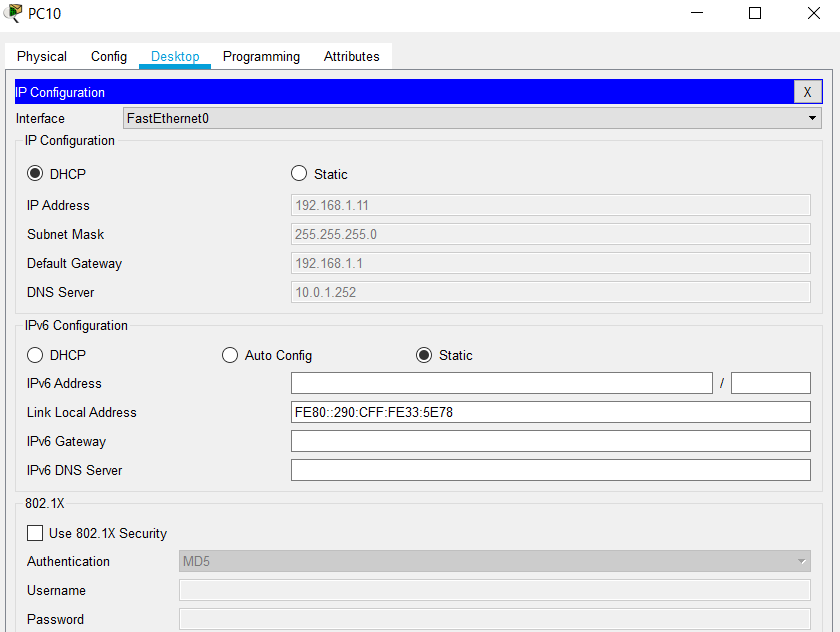 PC10
Physical Config Desktop Programming Attributes
IP Configuration X
Interface FastEthernet0
IP Configuration
DHCP Static
IP Address 192.168.1.11
Subnet Mask 255.255.255.0
Default Gateway 192.168.1.1
DNS Server 10.0.1.252
IPv6 Configuration
DHCP Auto Config Static
IPv6 Address /
Link Local Address FE80::290:CFF:FE33:5E78
IPv6 Gateway
IPv6 DNS Server
802.1X
Use 802.1X Security
Authentication MD5
Username
Password